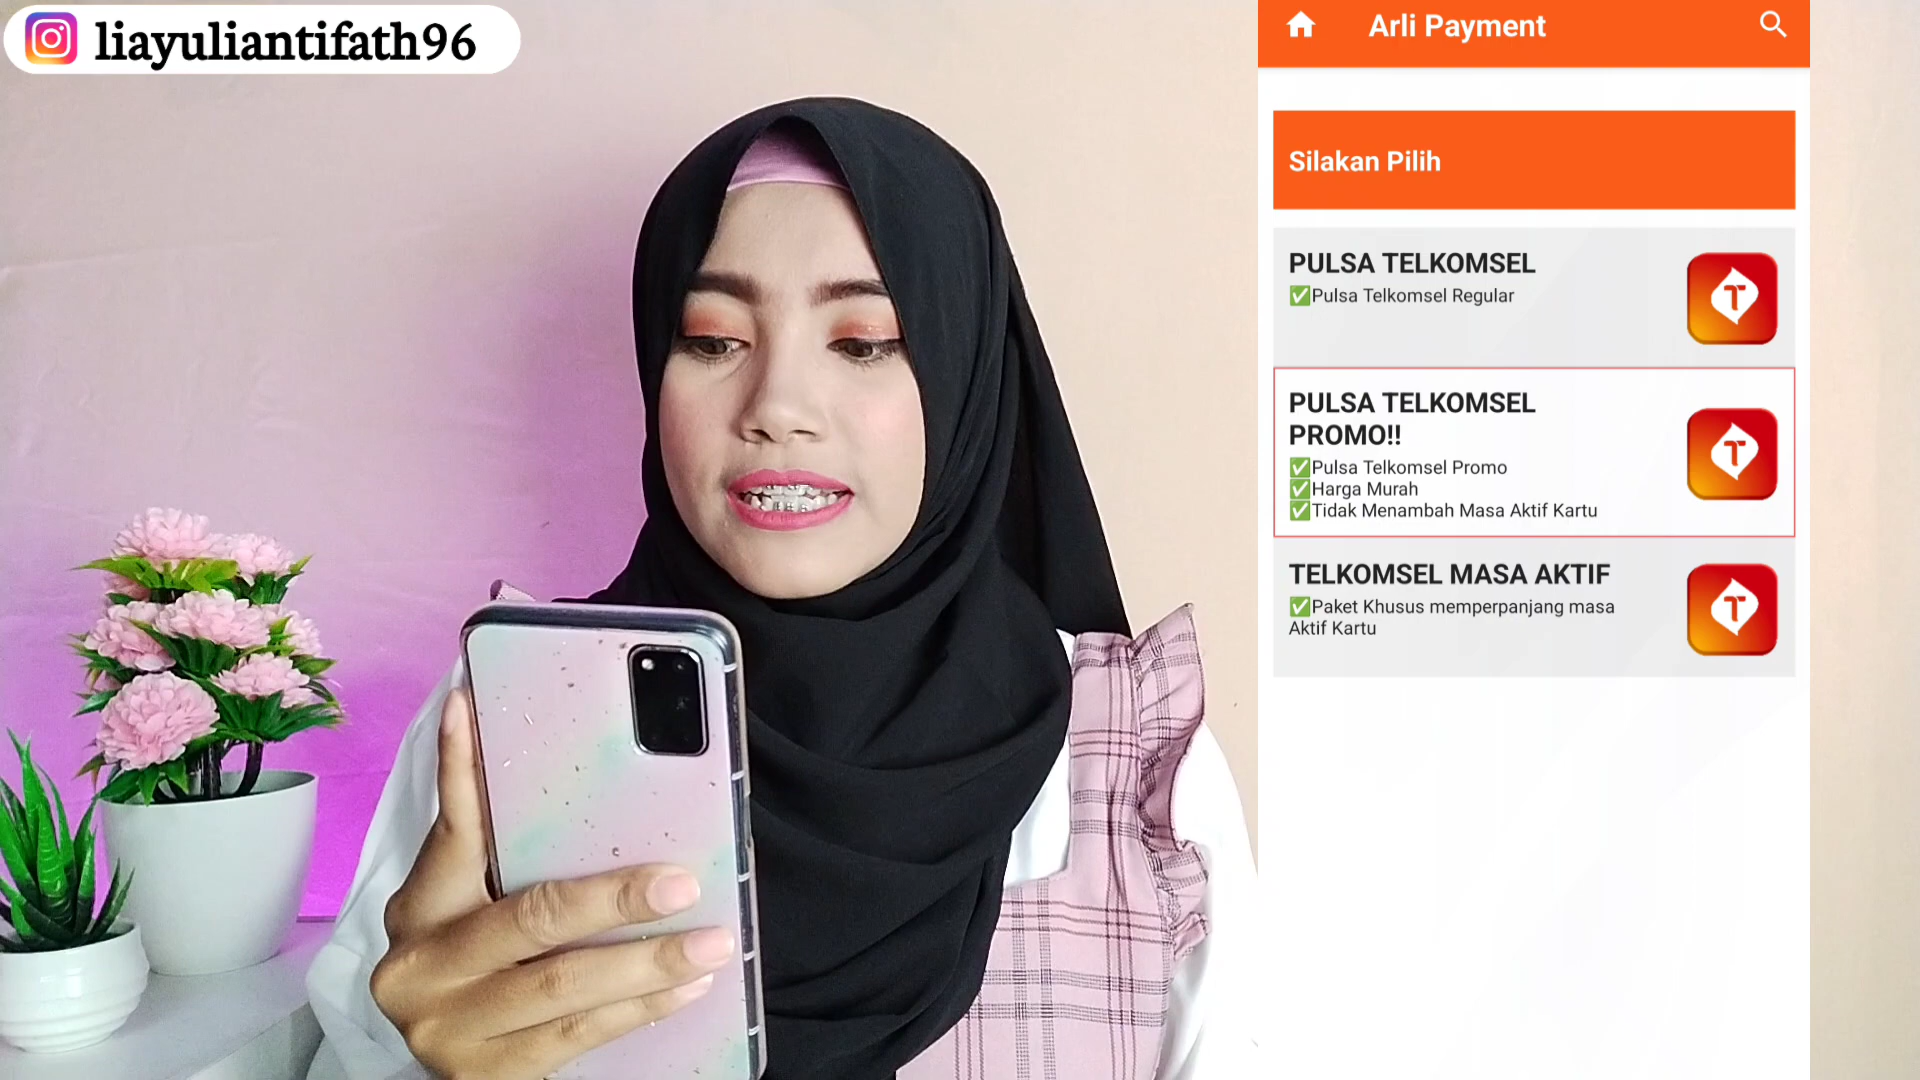 liayuliantifath96
Arli Payment
Silakan Pilih
PULSA TELKOMSEL
✅Pulsa Telkomsel Regular
PULSA TELKOMSEL
PROMO!!
✅Pulsa Telkomsel Promo
✅Harga Murah
✅Tidak Menambah Masa Aktif Kartu
TELKOMSEL MASA AKTIF
✅Paket Khusus memperpanjang masa
Aktif Kartu